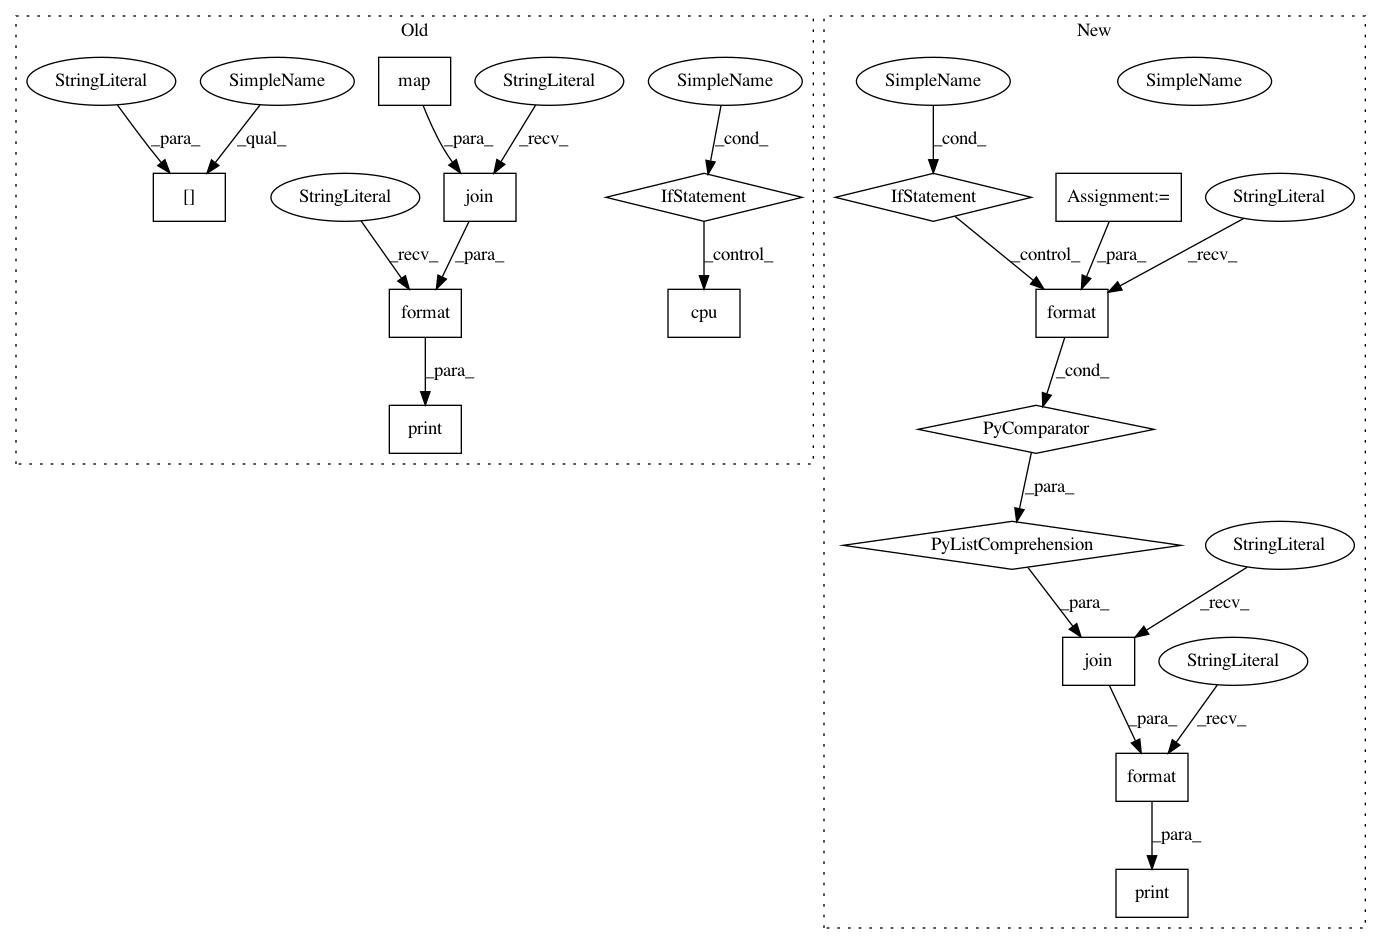 Old
New
StringLiteral
SimpleName
map
StringLiteral
SimpleName
SimpleName
SimpleName
_para_
_qual_
_para_
_recv_
_cond_
_cond_
[]
StringLiteral
join
IfStatement
IfStatement
Assignment:=
StringLiteral
_recv_
_para_
_control_
_control_
_para_
_recv_
format
cpu
format
_para_
_cond_
print
PyComparator
_para_
PyListComprehension
StringLiteral
_para_
_recv_
join
StringLiteral
_para_
_recv_
format
_para_
print